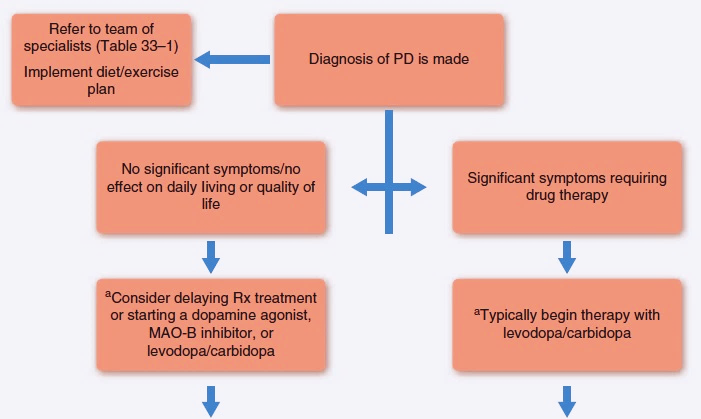 Refer to team of
specialists (Table 33–1)
Implement diet/exercise
plan
Diagnosis of PD is made
No significant symptoms/no
effect on daily living or quality of
life
Significant symptoms requiring
drug therapy
aConsider delaying Rx treatment
or starting a dopamine agonist,
MAO-B inhibitor, or
levodopa/carbidopa
aTypically begin therapy with
levodopa/carbidopa